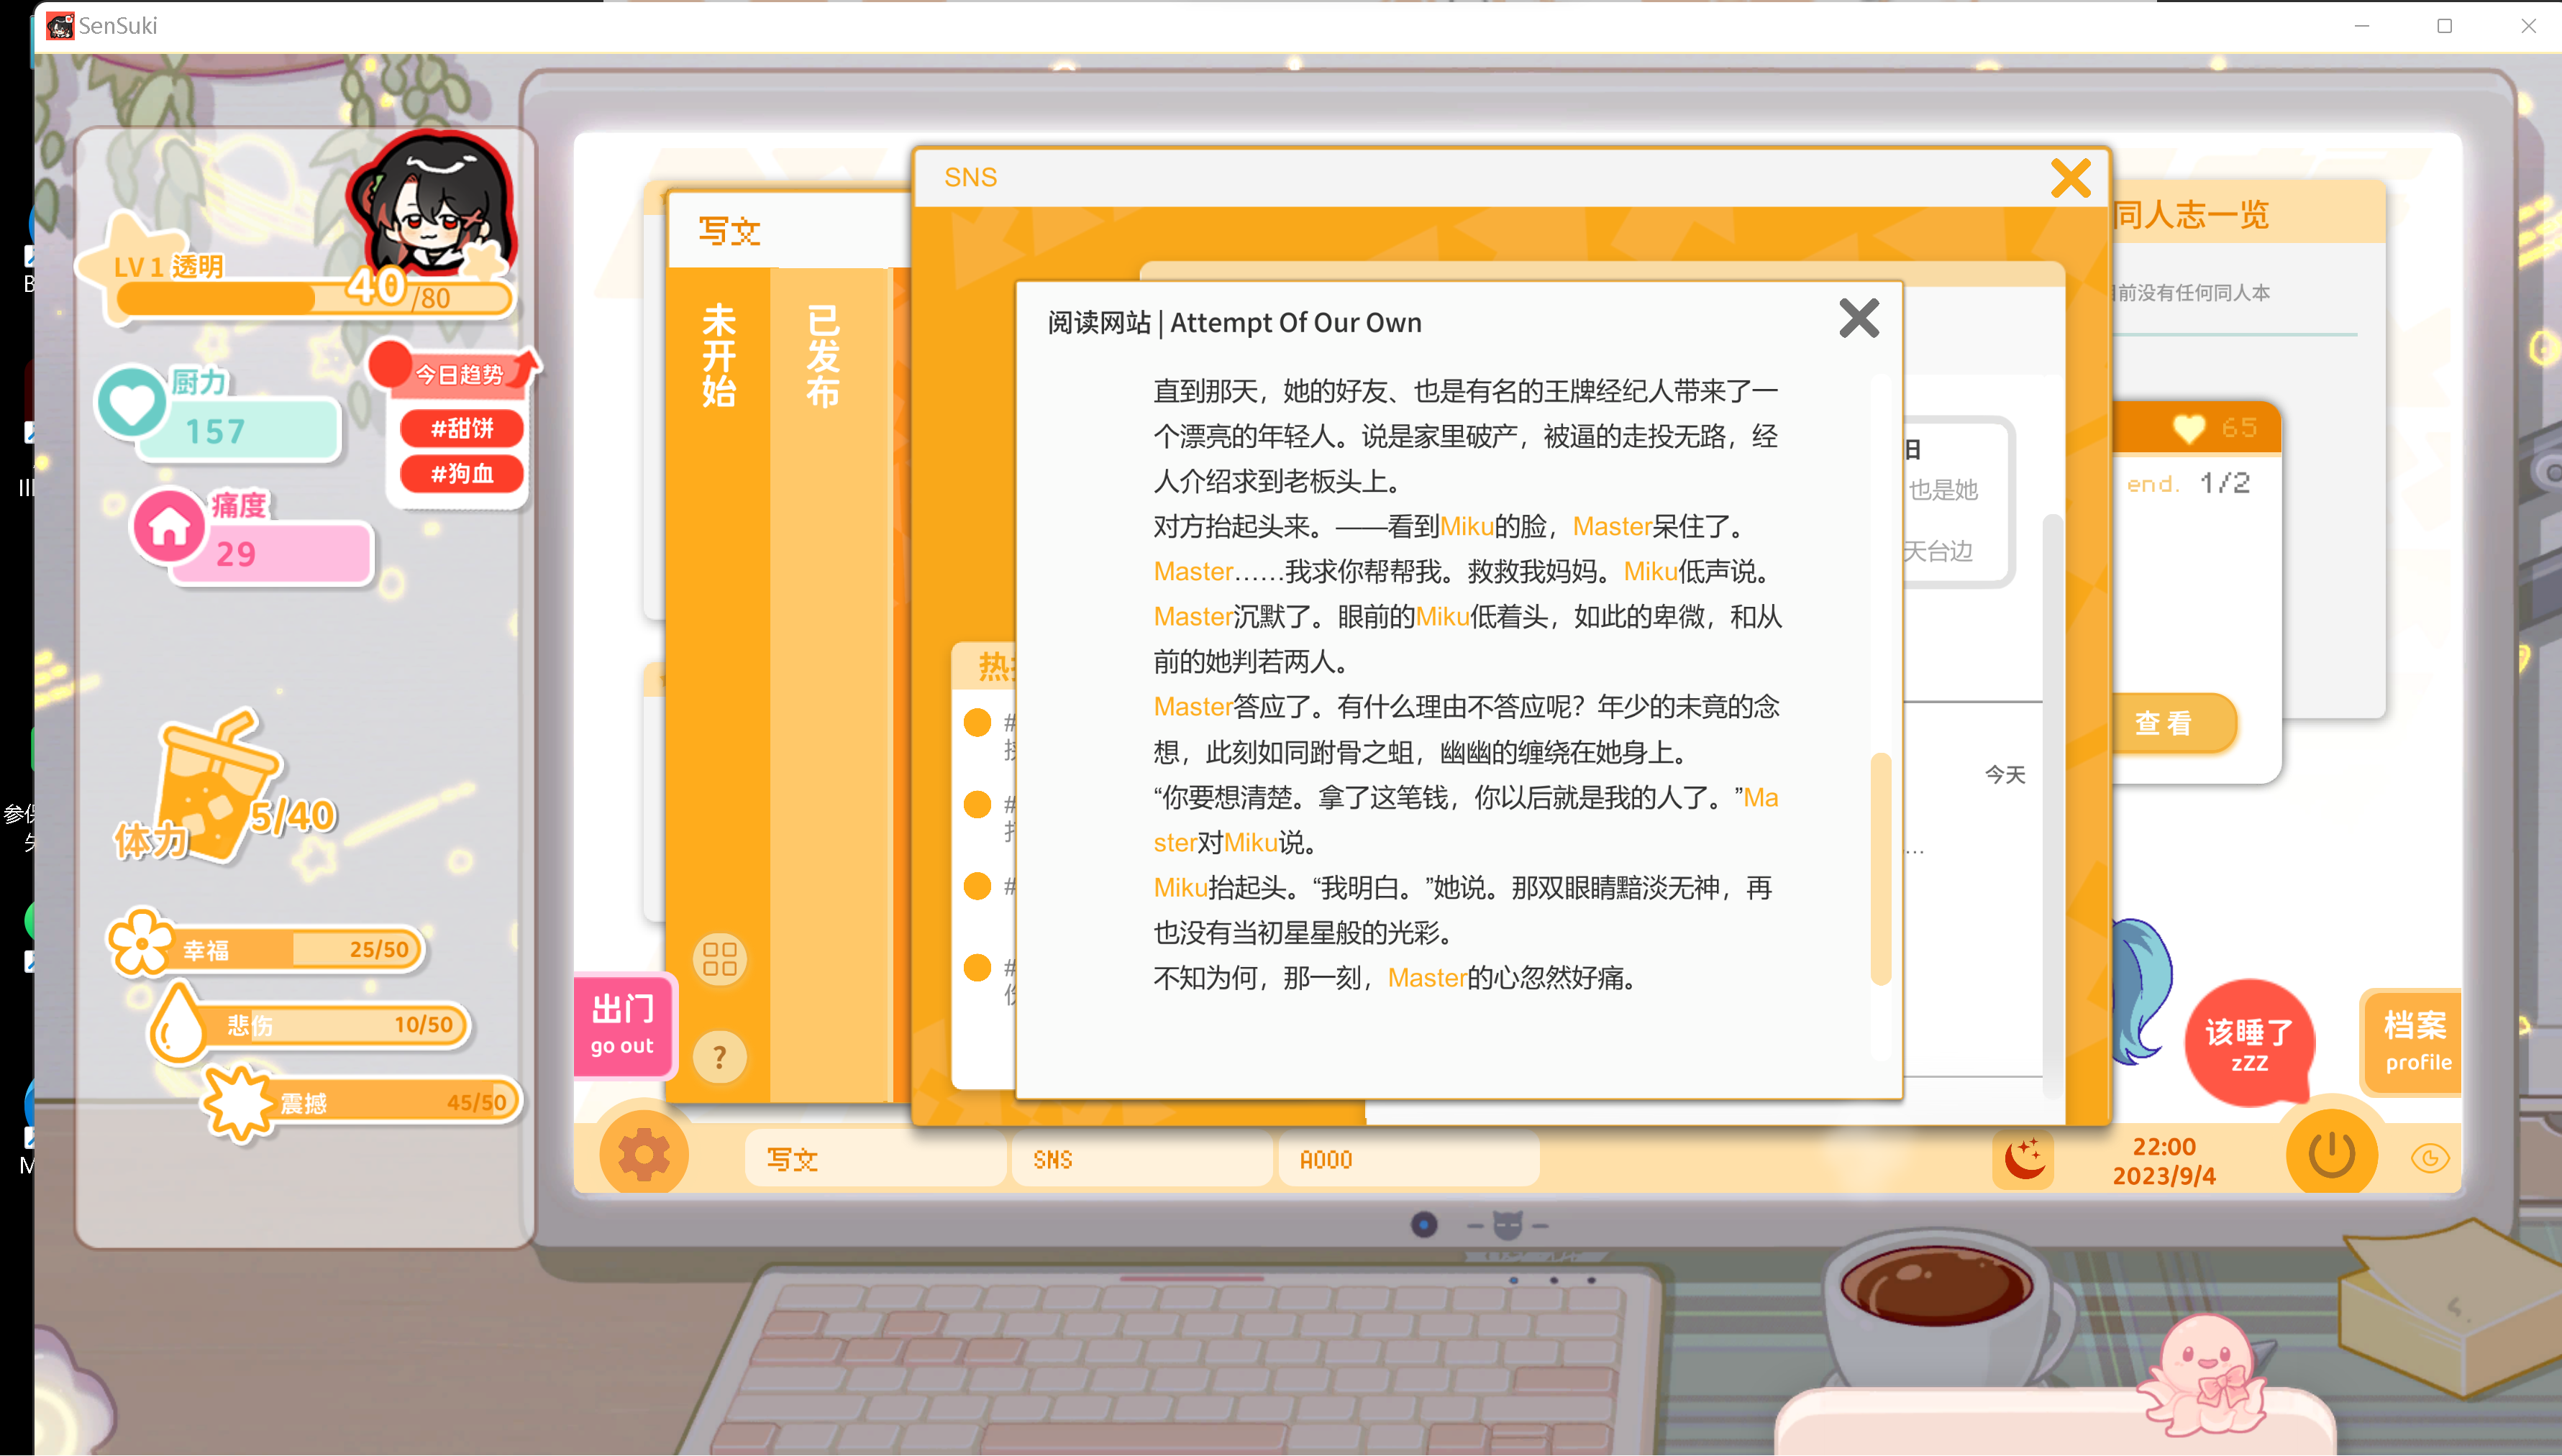 SenSuki
LV 1 透明
40/80
厨力
157
今日趋势
#甜饼
#狗血
痛度
29
体力
5/40
幸福
25/50
悲伤
10/50
震撼
45/50
写文
未开始
已发布
?
出门
go out
SNS
热
#
#
#
#
阅读网站 | Attempt Of Our Own
直到那天，她的好友、也是有名的王牌经纪人带来了一
个漂亮的年轻人。说是家里破产，被逼的走投无路，经
人介绍求到老板头上。
对方抬起头来。——看到Miku的脸，Master呆住了。
Master……我求你帮帮我。救救我妈妈。Miku低声说。
Master沉默了。眼前的Miku低着头，如此的卑微，和从
前的她判若两人。
Master答应了。有什么理由不答应呢？年少的未竟的念
想，此刻如同跗骨之蛆，幽幽的缠绕在她身上。
“你要想清楚。拿了这笔钱，你以后就是我的人了。”Ma
ster对Miku说。
Miku抬起头。“我明白。”她说。那双眼睛黯淡无神，再
也没有当初星星般的光彩。
不知为何，那一刻，Master的心忽然好痛。
也是她
天台边
今天
…
同人志一览
前没有任何同人本
65
end. 1/2
查看
该睡了
zZZ
档案
profile
写文
SNS
AOOO
22:00
2023/9/4